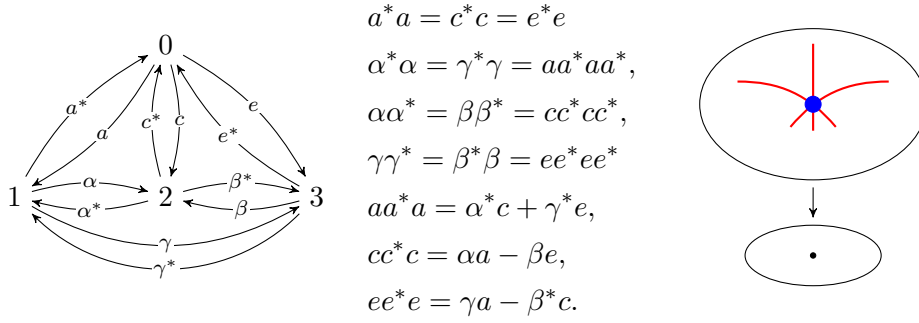 0
a*
a
c*
c
e*
e
1
α
α*
2
β*
β
3
γ
γ*
a*a = c*c = e*e
α*α = γ*γ = aa*aa*,
αα* = ββ* = cc*cc*,
γγ* = β*β = ee*ee*
aa*a = α*c + γ*e,
cc*c = αa − βe,
ee*e = γa − β*c.